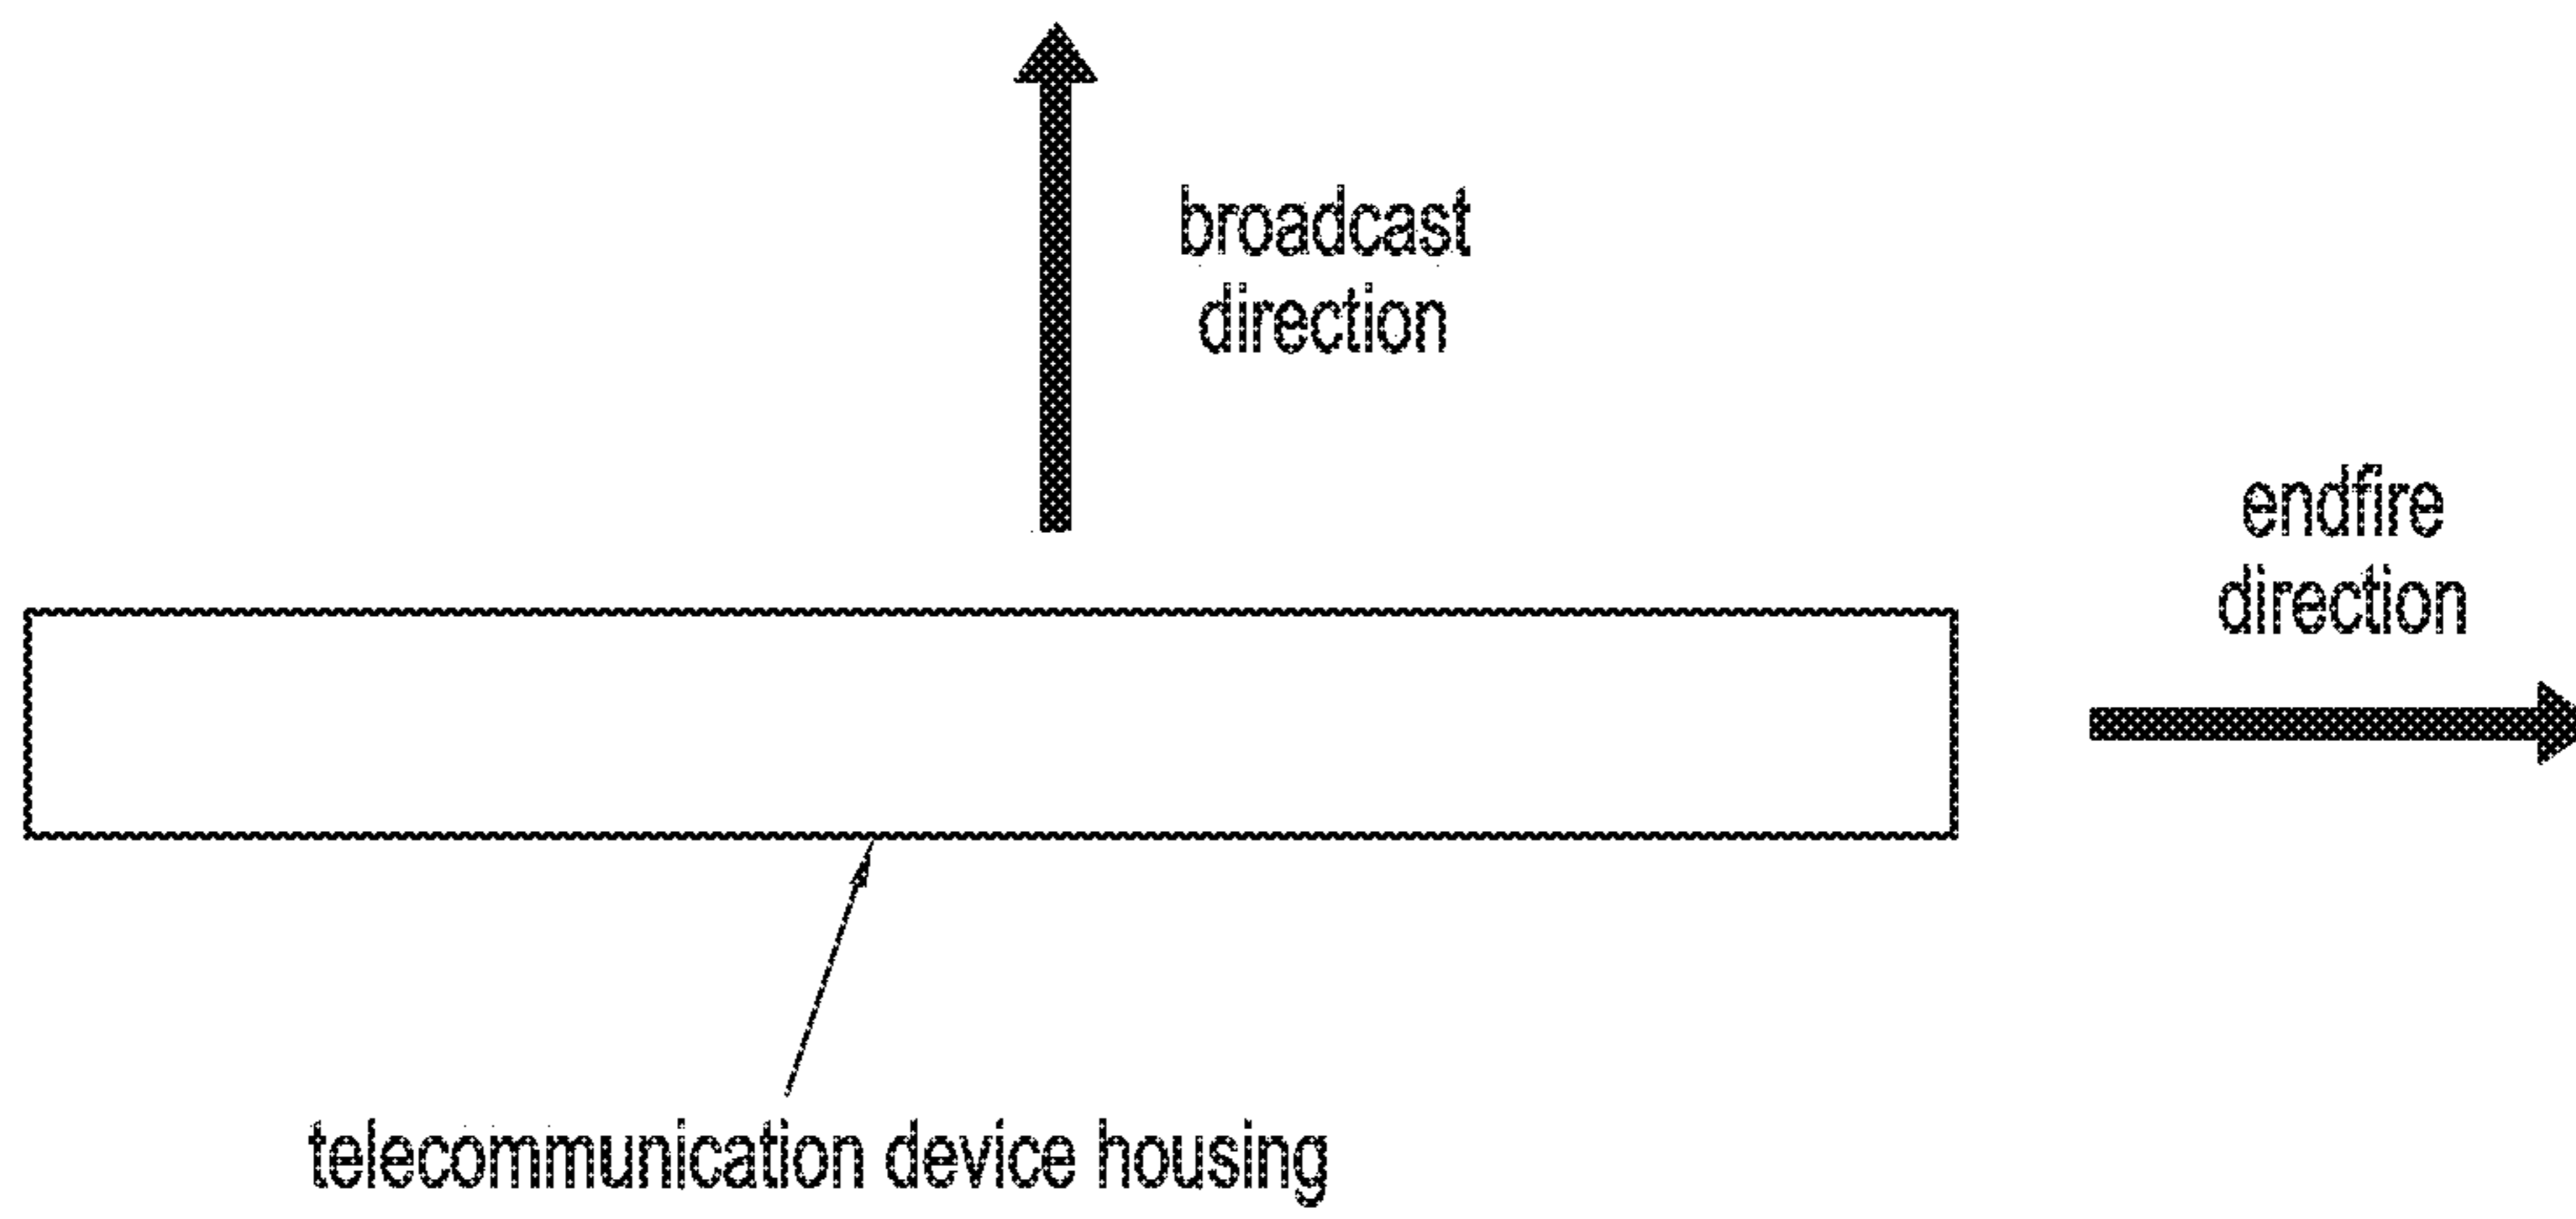 broadcast
direction
endfire
direction
telecommunication device housing